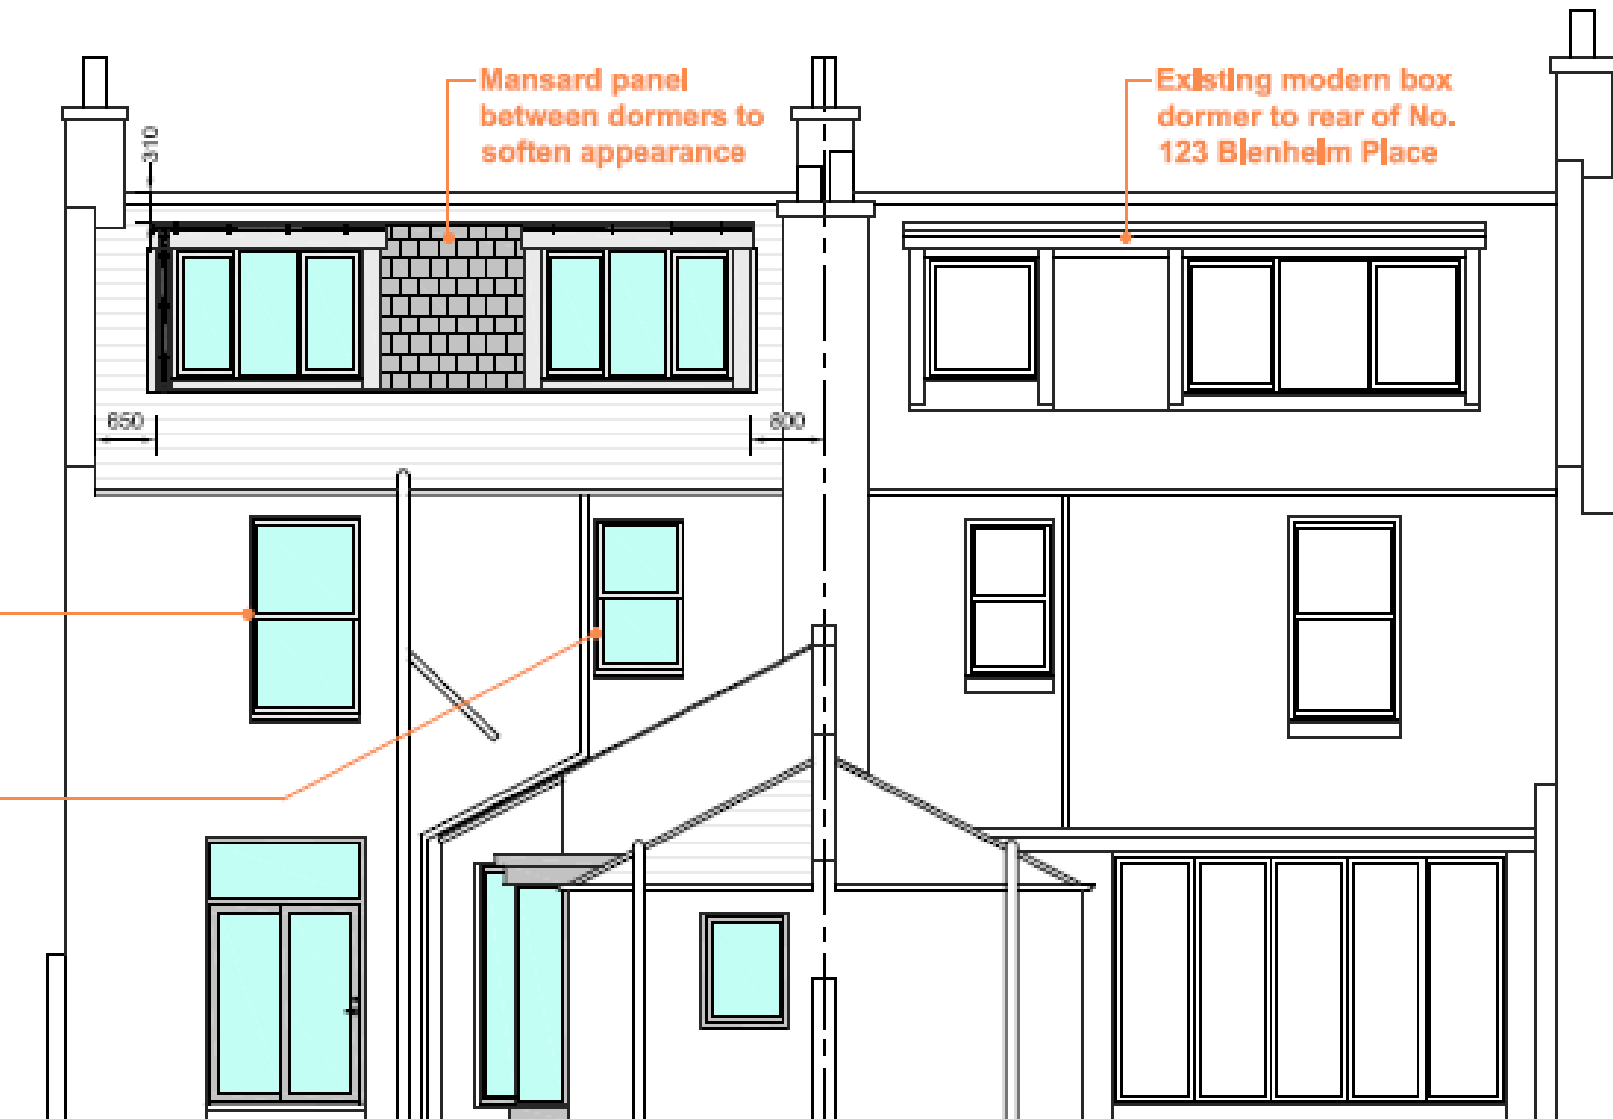 Mansard panel
between dormers to
soften appearance
Existing modern box
dormer to rear of No.
123 Blenheim Place
310
650
800